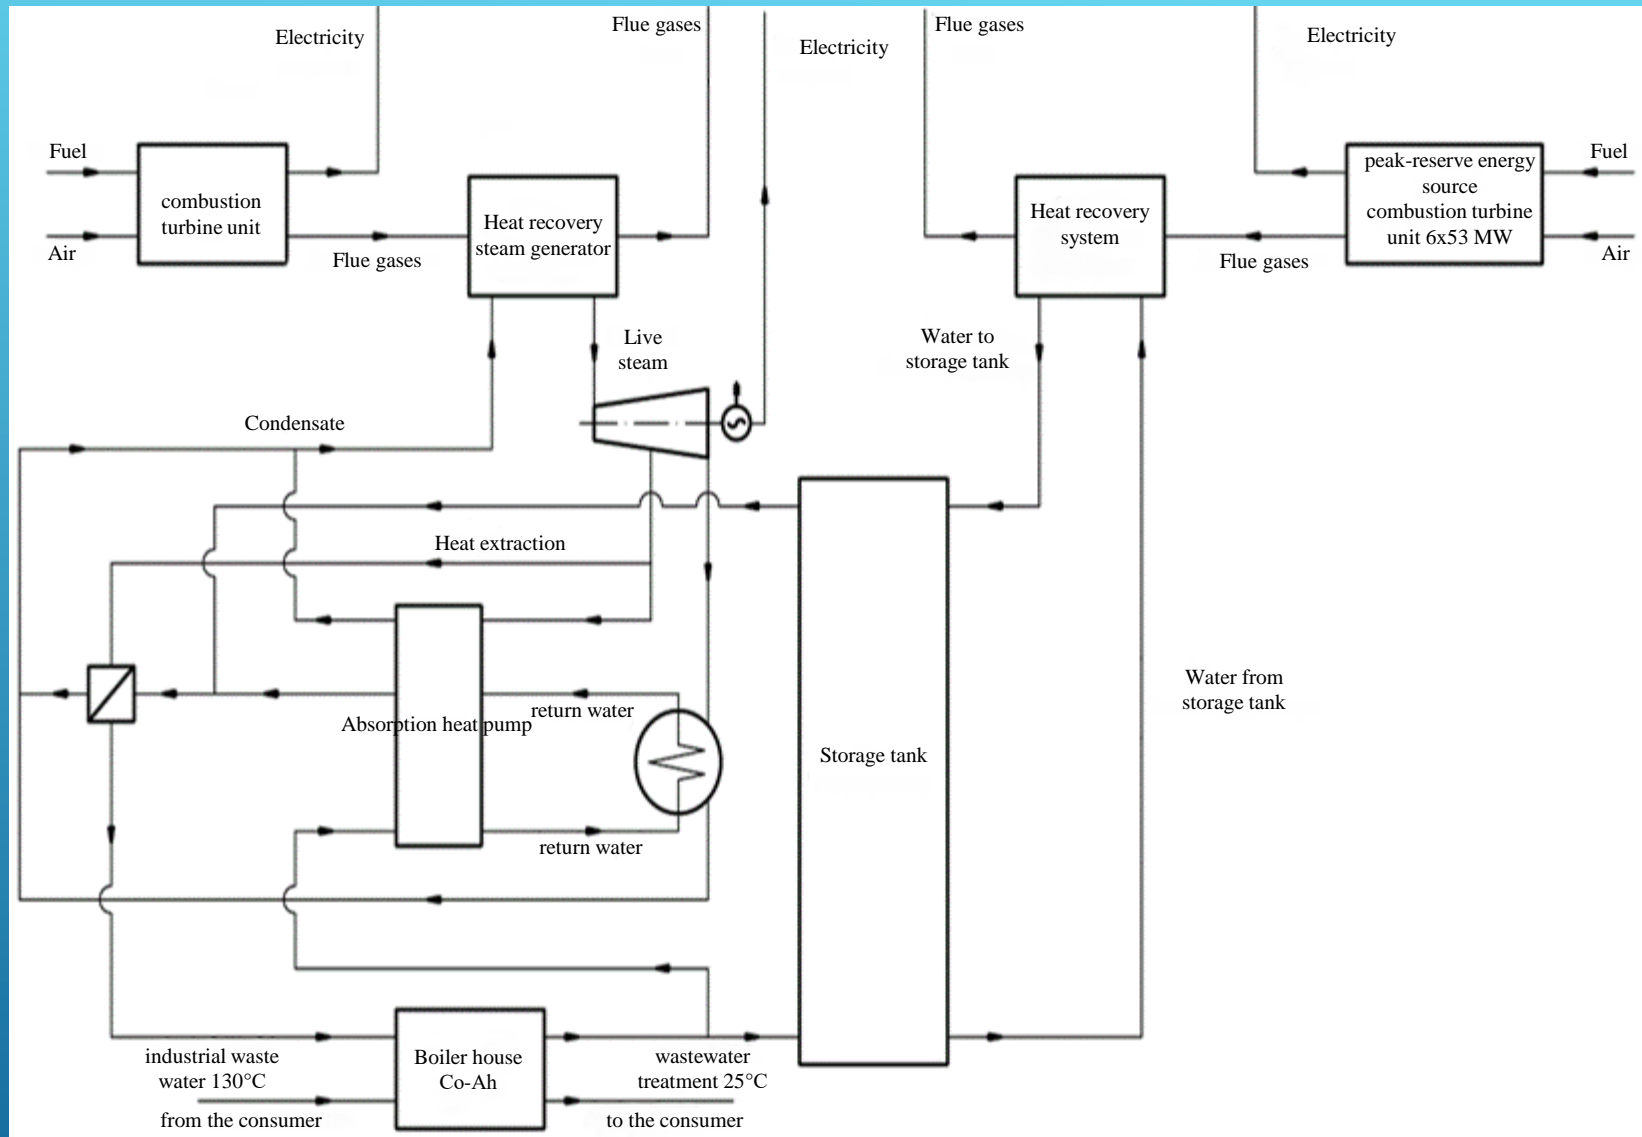 Electricity
Flue gases
Electricity
Flue gases
Electricity
Fuel
Air
combustion
turbine unit
Flue gases
Heat recovery
steam generator
Heat recovery
system
Flue gases
peak-reserve energy
source
combustion turbine
unit 6x53 MW
Fuel
Air
Live
steam
Water to
storage tank
Condensate
Heat extraction
Absorption heat pump
return water
return water
Storage tank
Water from
storage tank
industrial waste
water 130°C
from the consumer
Boiler house
Co-Ah
wastewater
treatment 25°C
to the consumer